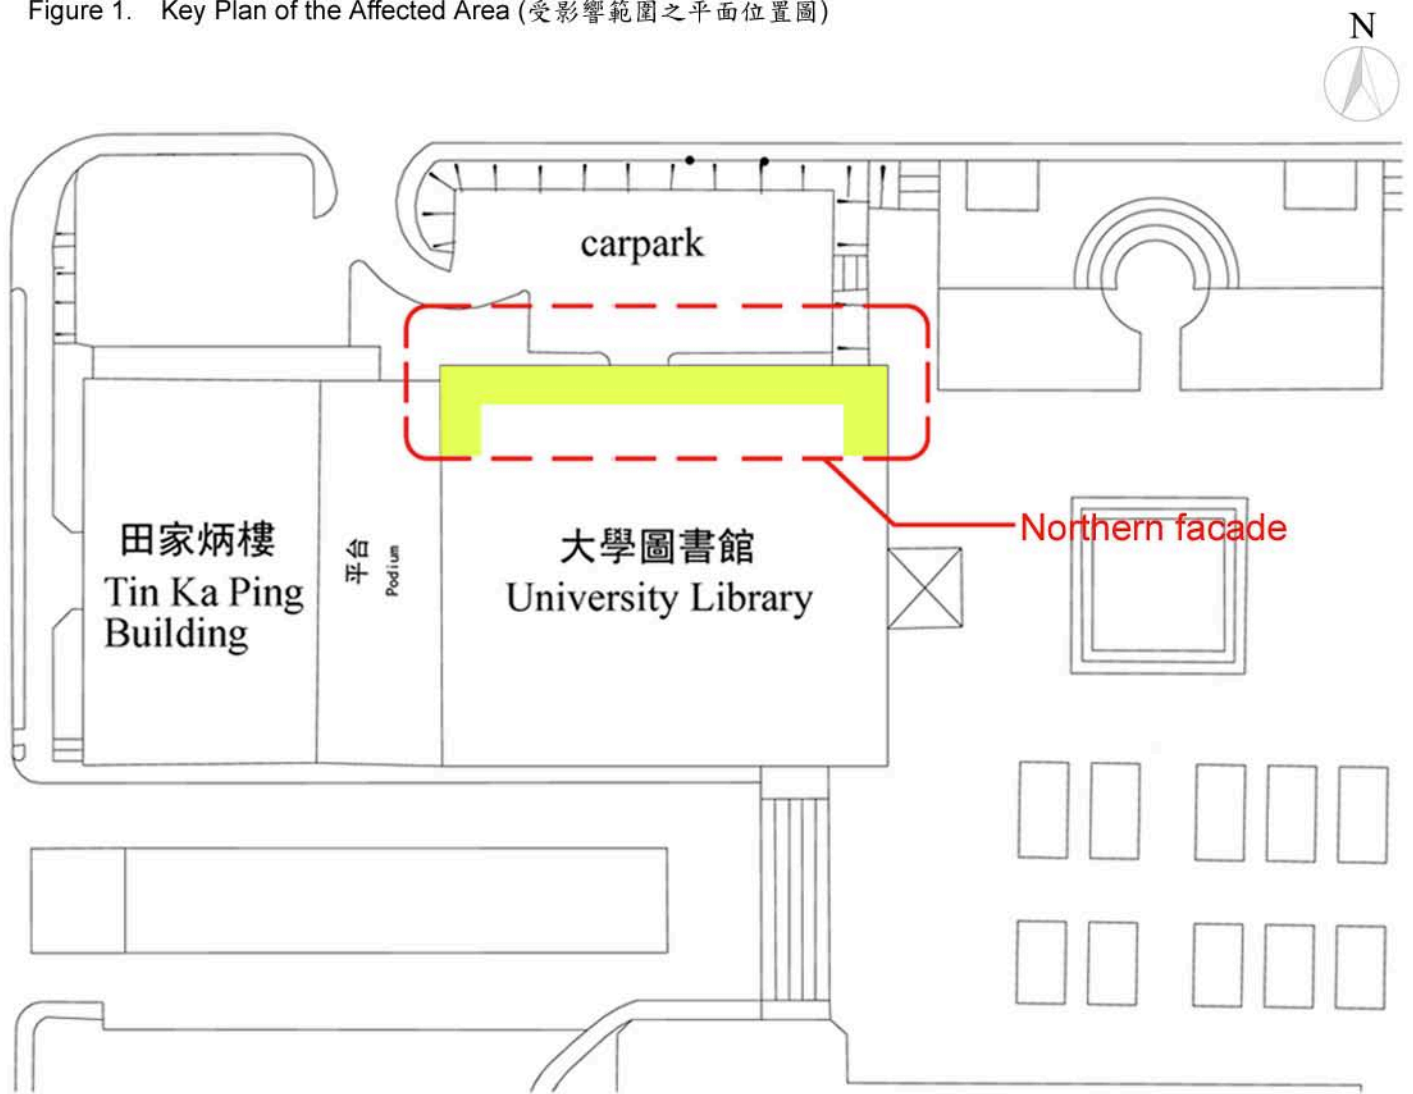 Figure 1. Key Plan of the Affected Area (受影響範圍之平面位置圖)
N
carpark
Northern facade
田家炳樓
Tin Ka Ping
Building
平台
Podium
大學圖書館
University Library